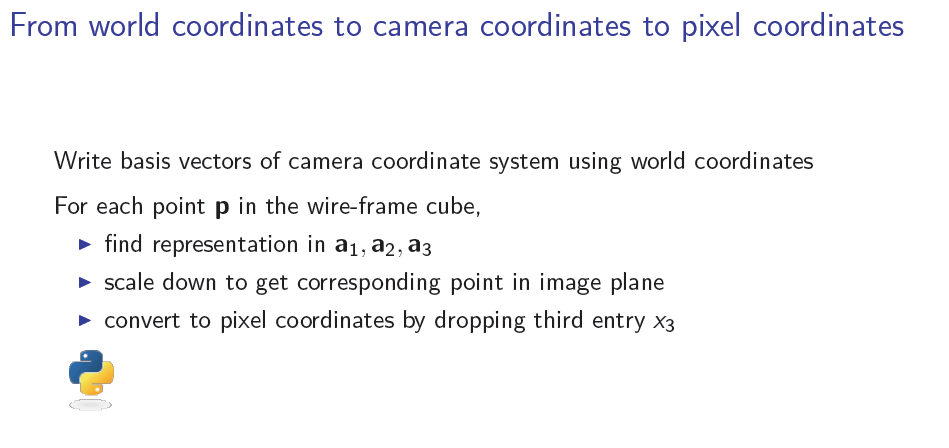 From world coordinates to camera coordinates to pixel coordinates
Write basis vectors of camera coordinate system using world coordinates
For each point p in the wire-frame cube,
▶ find representation in a₁, a₂, a₃
▶ scale down to get corresponding point in image plane
▶ convert to pixel coordinates by dropping third entry x₃